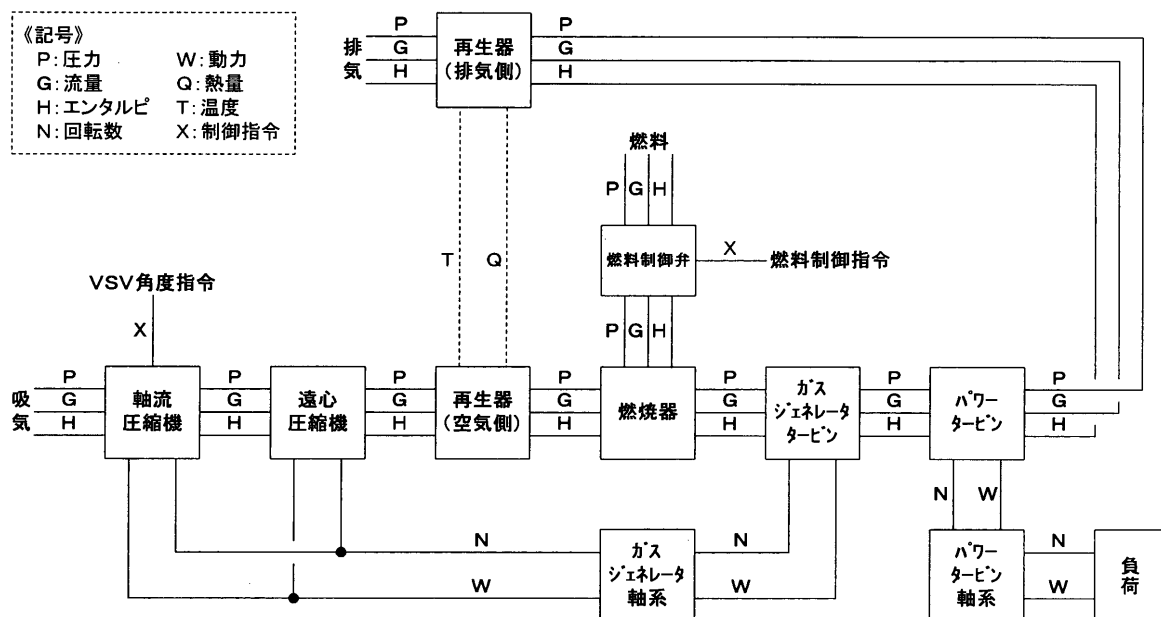 《記号》
P:圧力 W:動力
G:流量 Q:熱量
H:エンタルピ T:温度
N:回転数 X:制御指令
排気
P
G
H
再生器
(排気側)
P
G
H
燃料
P G H
燃料制御弁
X
燃料制御指令
T Q
VSV角度指令
X
P G H
吸気
P
G
H
軸流
圧縮機
P
G
H
遠心
圧縮機
P
G
H
再生器
(空気側)
P
G
H
燃焼器
P
G
H
ガス
ジェネレータ
タービン
P
G
H
パワー
タービン
P
G
H
N W
N
W
ガス
ジェネレータ
軸系
N
W
パワー
タービン
軸系
N
W
負荷